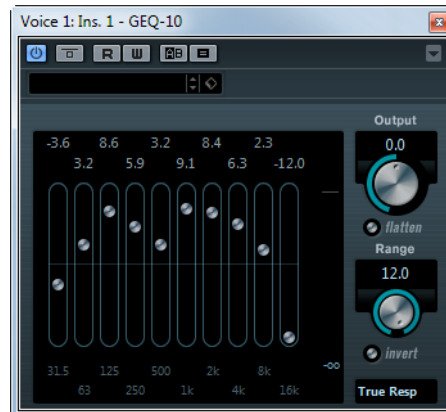 Voice 1: Ins. 1 - GEQ-10
R W AB
Output
-3.6 8.6 3.2 8.4 2.3
0.0
3.2 5.9 9.1 6.3 -12.0
flatten
Range
12.0
invert
-∞
31.5 125 500 2k 8k
63 250 1k 4k 16k
True Resp